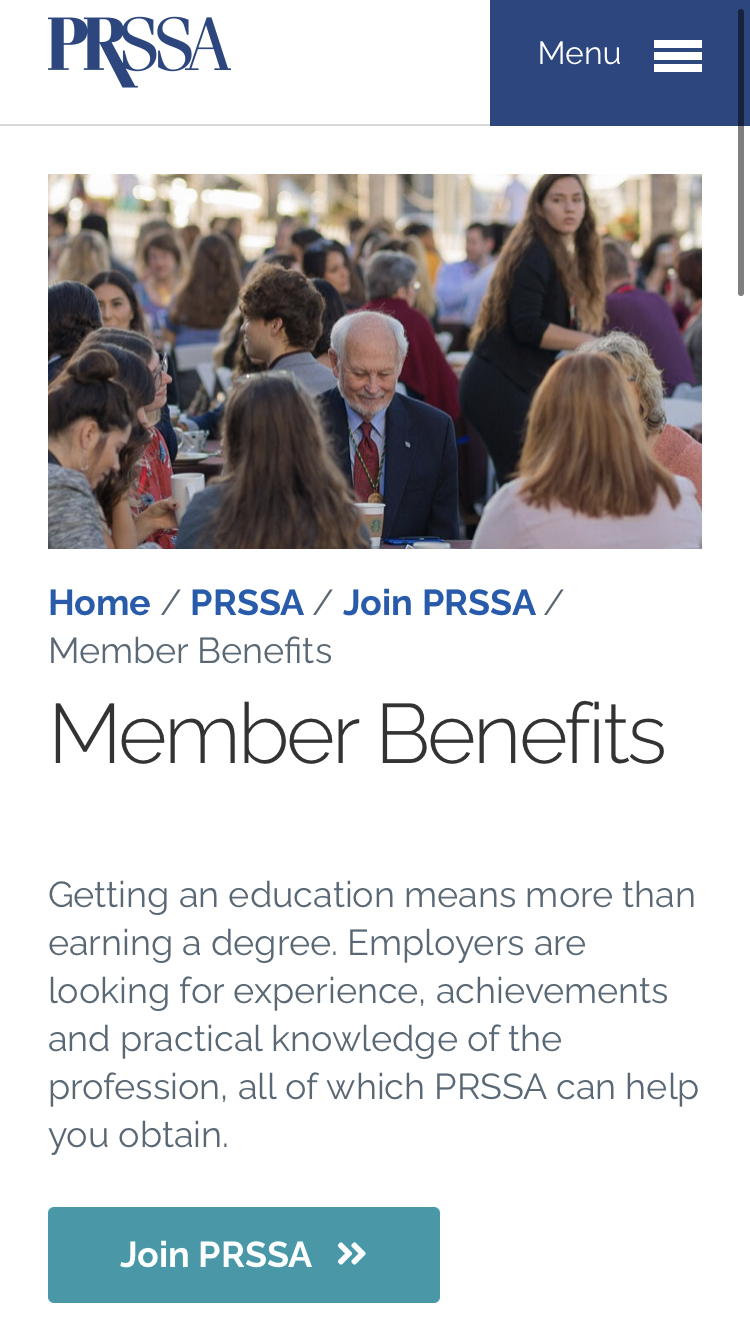 PRSSA
Menu
Home / PRSSA / Join PRSSA /
Member Benefits
Member Benefits
Getting an education means more than
earning a degree. Employers are
looking for experience, achievements
and practical knowledge of the
profession, all of which PRSSA can help
you obtain.
Join PRSSA »